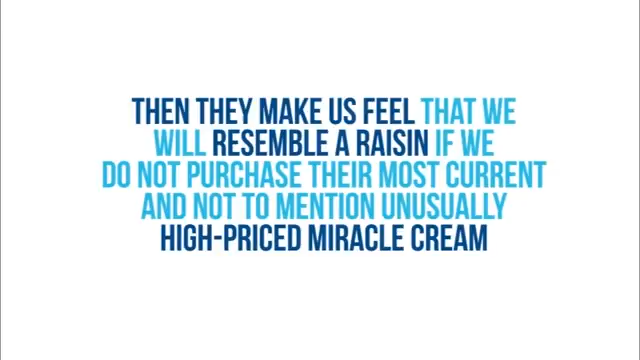 THEN THEY MAKE US FEEL THAT WE
WILL RESEMBLE A RAISIN IF WE
DO NOT PURCHASE THEIR MOST CURRENT
AND NOT TO MENTION UNUSUALLY
HIGH-PRICED MIRACLE CREAM